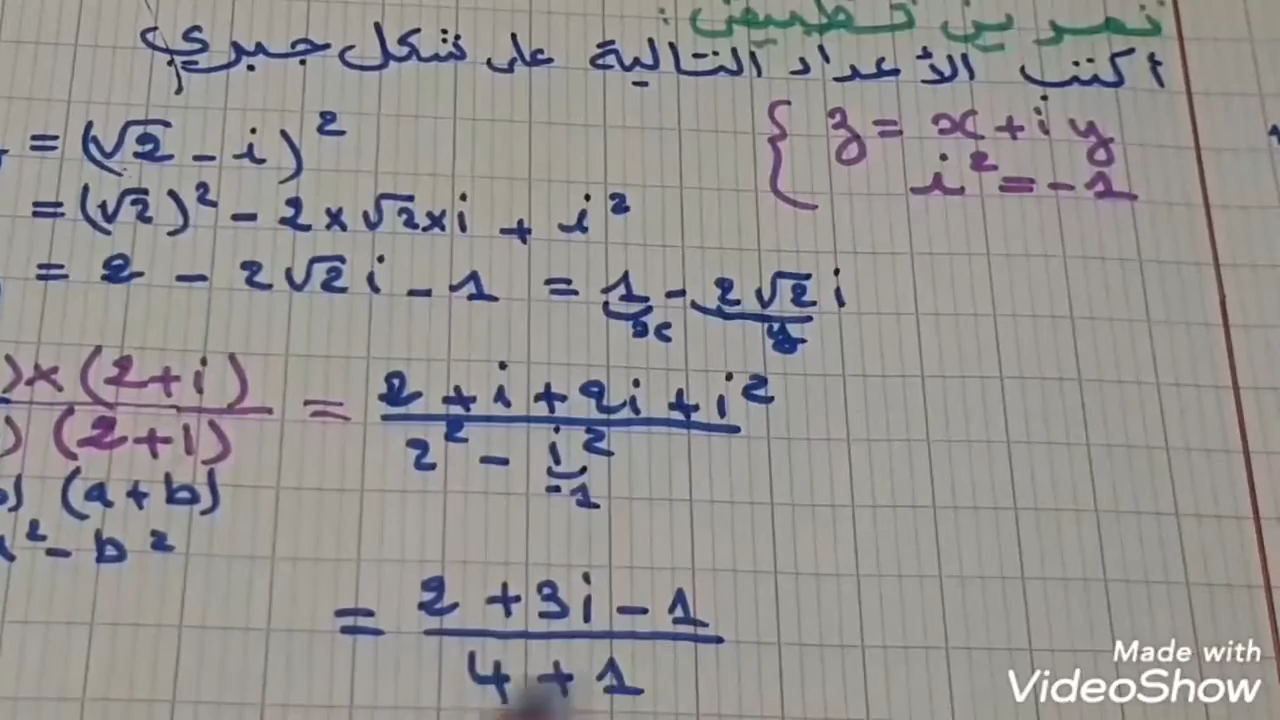 تمرين تطبيقي:
اكتب الأعداد التالية على شكل جبري
= (√2 - i)²
{ z = x + i y
i² = -1
= (√2)² - 2×√2×i + i²
= 2 - 2√2 i - 1 = 1 - 2√2 i
x y
)×(2+i) = 2 + i + 2i + i²
) (2+i) 2² - i²
-1
) (a+b)
² - b²
= 2 + 3i - 1
4 + 1
Made with
VideoShow